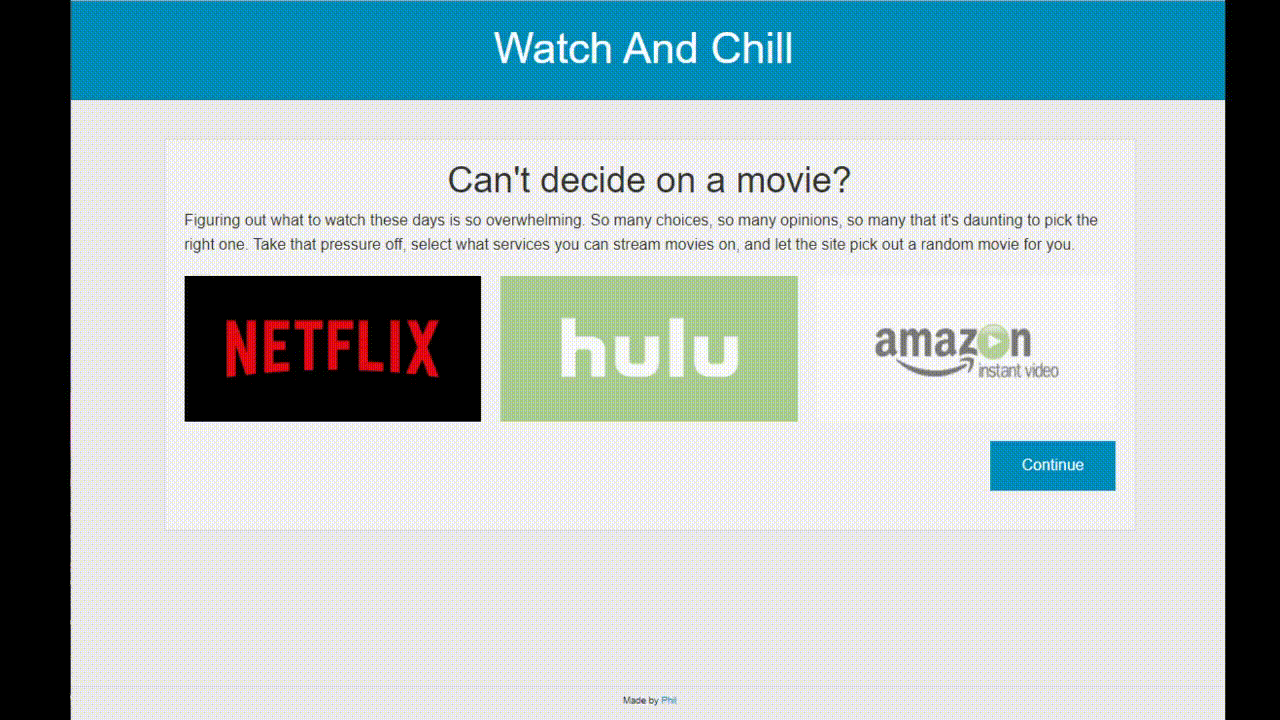 Watch And Chill
Can't decide on a movie?
Figuring out what to watch these days is so overwhelming. So many choices, so many opinions, so many that it's daunting to pick the
right one. Take that pressure off, select what services you can stream movies on, and let the site pick out a random movie for you.
NETFLIX
hulu
amazon
instant video
Continue
Made by Phil